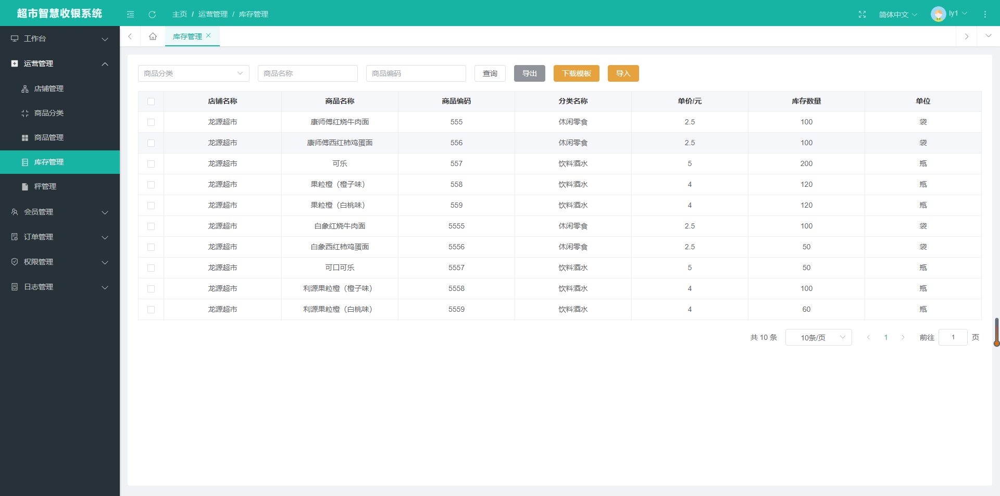 超市智慧收银系统
主页 / 运营管理 / 库存管理
简体中文
ly1
工作台
运营管理
店铺管理
商品分类
商品管理
库存管理
秤管理
会员管理
订单管理
权限管理
日志管理
库存管理
商品分类 商品名称 商品编码 查询 导出 下载模板 导入
店铺名称 商品名称 商品编码 分类名称 单价/元 库存数量 单位
龙源超市 康师傅红烧牛肉面 555 休闲零食 2.5 100 袋
龙源超市 康师傅西红柿鸡蛋面 556 休闲零食 2.5 100 袋
龙源超市 可乐 557 饮料酒水 5 200 瓶
龙源超市 果粒橙（橙子味） 558 饮料酒水 4 120 瓶
龙源超市 果粒橙（白桃味） 559 饮料酒水 4 120 瓶
龙源超市 白象红烧牛肉面 5555 休闲零食 2.5 100 袋
龙源超市 白象西红柿鸡蛋面 5556 休闲零食 2.5 50 袋
龙源超市 可口可乐 5557 饮料酒水 5 50 瓶
龙源超市 利源果粒橙（橙子味） 5558 饮料酒水 4 100 瓶
龙源超市 利源果粒橙（白桃味） 5559 饮料酒水 4 60 瓶
共 10 条 10条/页 1 前往 1 页